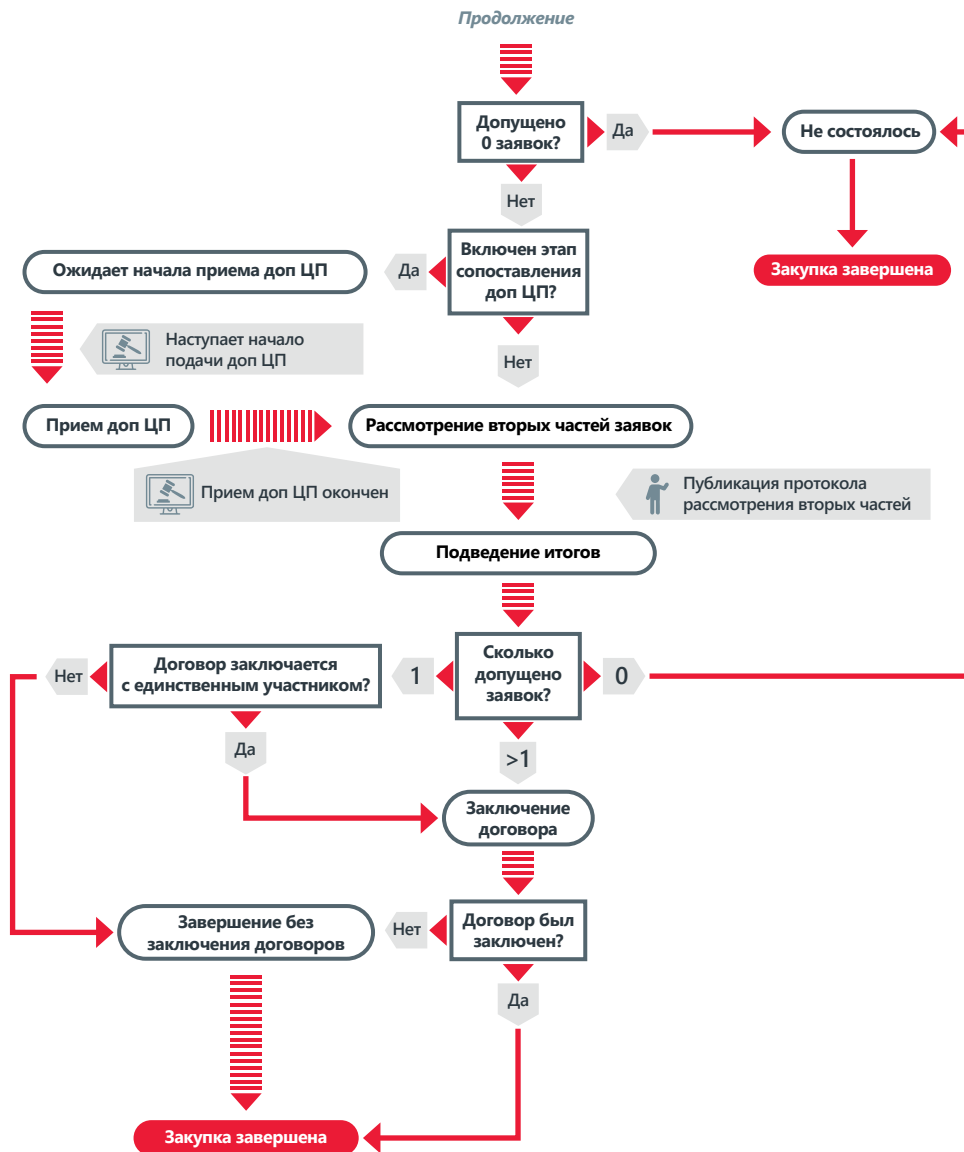 Продолжение
Допущено
0 заявок?
Да
Не состоялось
Нет
Закупка завершена
Включен этап
сопоставления
доп ЦП?
Да
Ожидает начала приема доп ЦП
Наступает начало
подачи доп ЦП
Нет
Прием доп ЦП
Рассмотрение вторых частей заявок
Прием доп ЦП окончен
Публикация протокола
рассмотрения вторых частей
Подведение итогов
Сколько
допущено
заявок?
0
1
Договор заключается
с единственным участником?
Нет
Да
>1
Заключение
договора
Договор был
заключен?
Нет
Завершение без
заключения договоров
Да
Закупка завершена